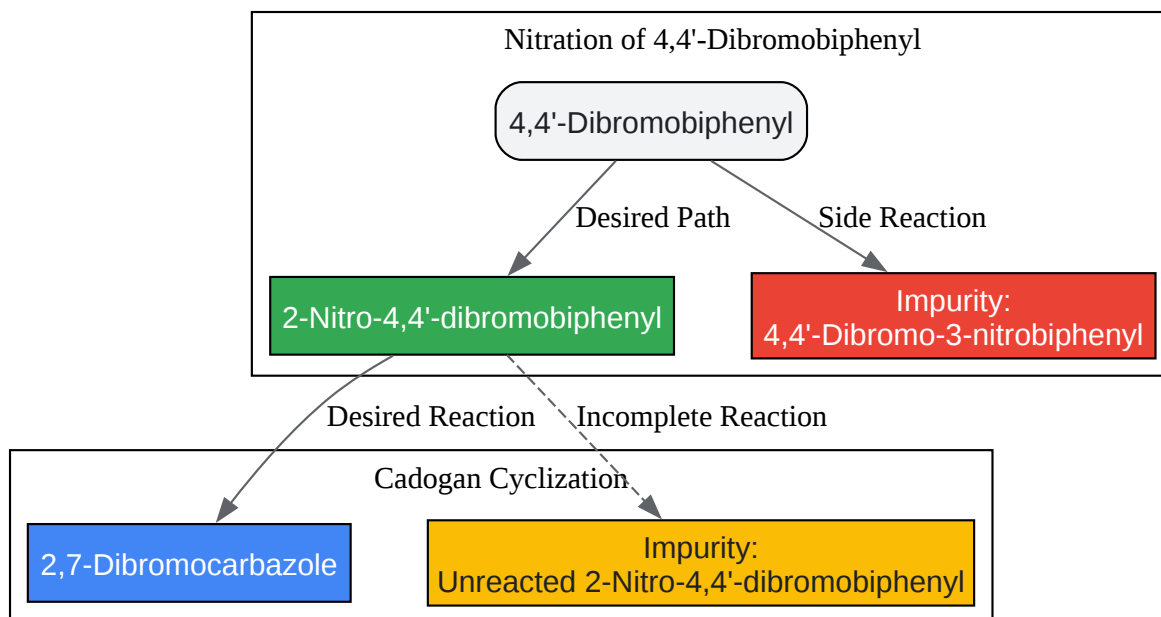 Nitration of 4,4'-Dibromobiphenyl
4,4'-Dibromobiphenyl
Desired Path
Side Reaction
2-Nitro-4,4'-dibromobiphenyl
Impurity:
4,4'-Dibromo-3-nitrobiphenyl
Desired Reaction
Incomplete Reaction
Cadogan Cyclization
2,7-Dibromocarbazole
Impurity:
Unreacted 2-Nitro-4,4'-dibromobiphenyl